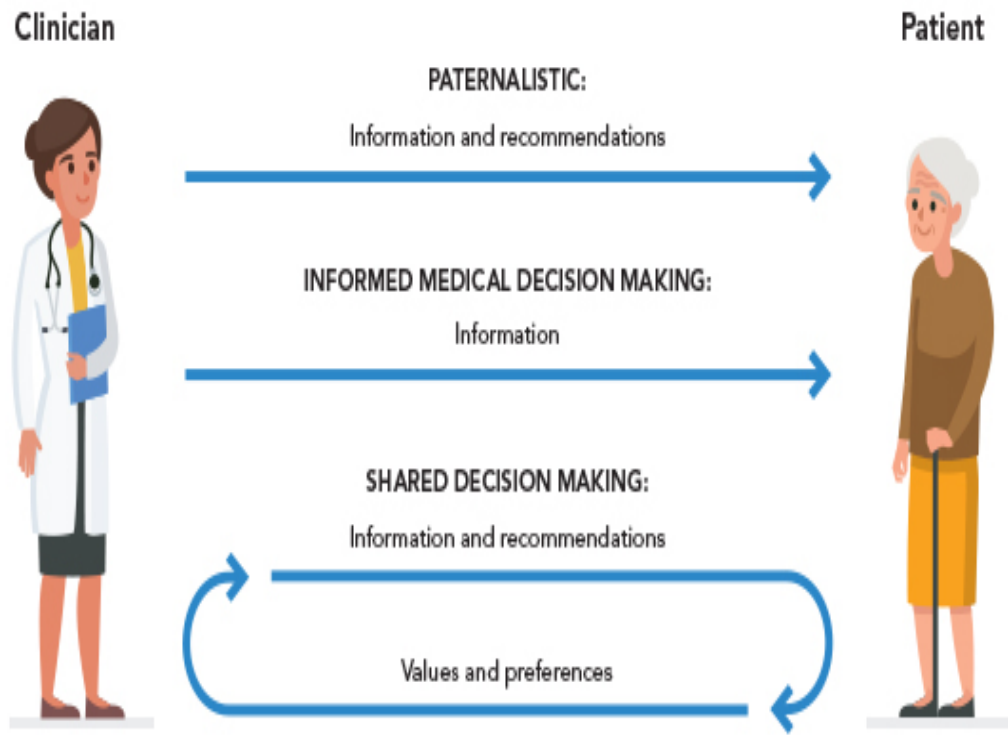 Clinician
Patient
PATERNALISTIC:
Information and recommendations
INFORMED MEDICAL DECISION MAKING:
Information
SHARED DECISION MAKING:
Information and recommendations
Values and preferences